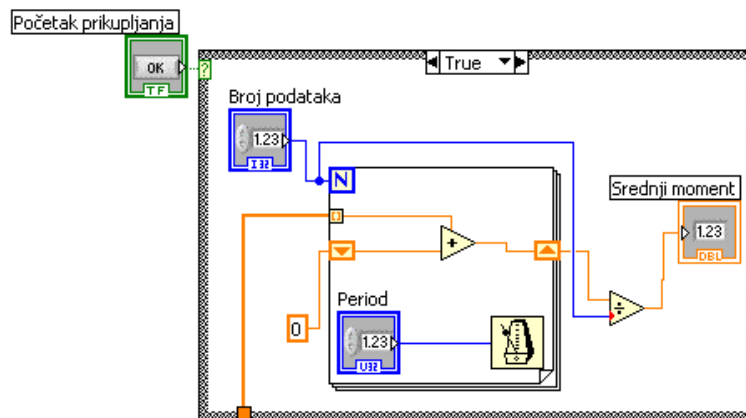 Početak prikupljanja
OK
TF
?
True
Broj podataka
1.23
I32
N
Srednji moment
1.23
DBL
+
÷
0
Period
1.23
U32